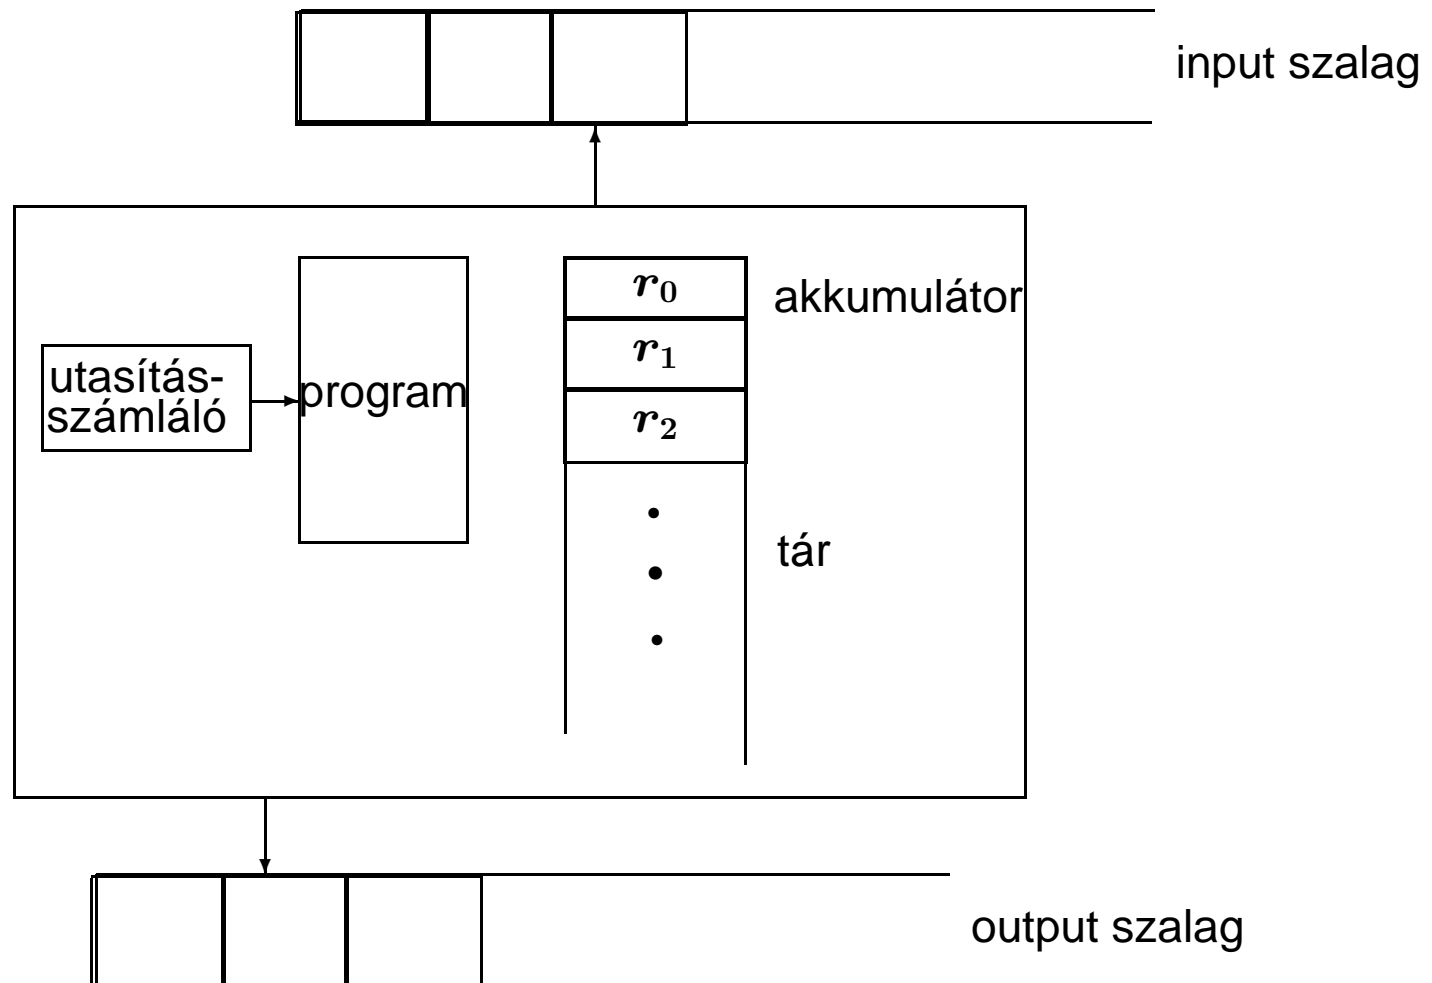 input szalag
r0
akkumulátor
r1
utasítás-
számláló
program
r2
tár
output szalag